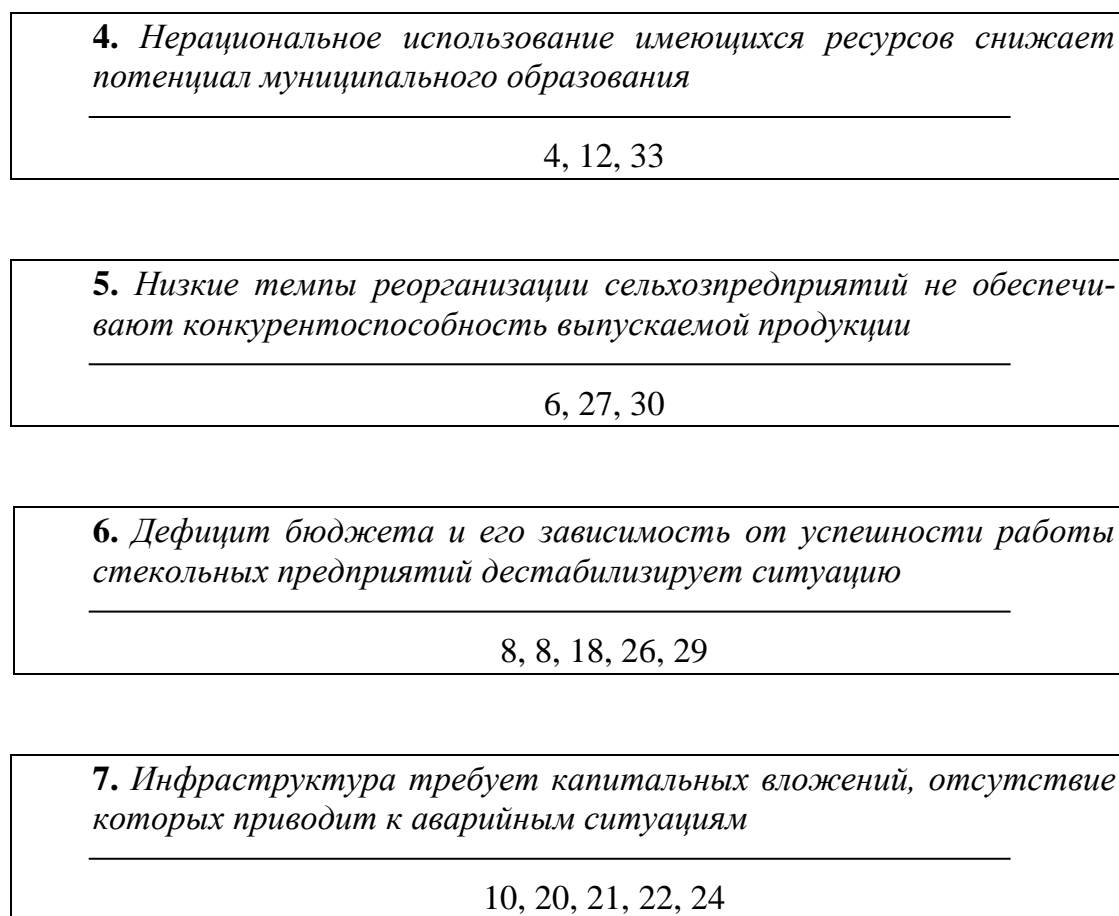 4. Нерациональное использование имеющихся ресурсов снижает
потенциал муниципального образования
4, 12, 33
5. Низкие темпы реорганизации сельхозпредприятий не обеспечи-
вают конкурентоспособность выпускаемой продукции
6, 27, 30
6. Дефицит бюджета и его зависимость от успешности работы
стекольных предприятий дестабилизирует ситуацию
8, 8, 18, 26, 29
7. Инфраструктура требует капитальных вложений, отсутствие
которых приводит к аварийным ситуациям
10, 20, 21, 22, 24